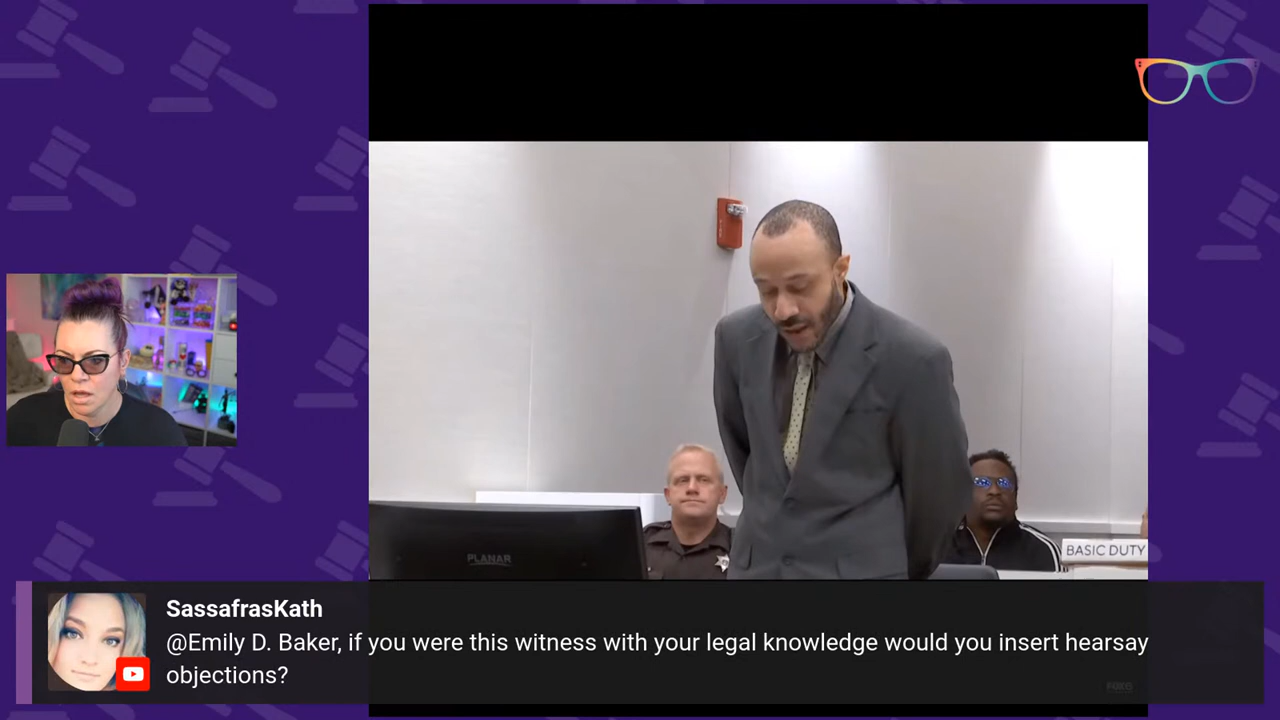 PLANAR
BASIC DUTY
SassafrasKath
@Emily D. Baker, if you were this witness with your legal knowledge would you insert hearsay
objections?